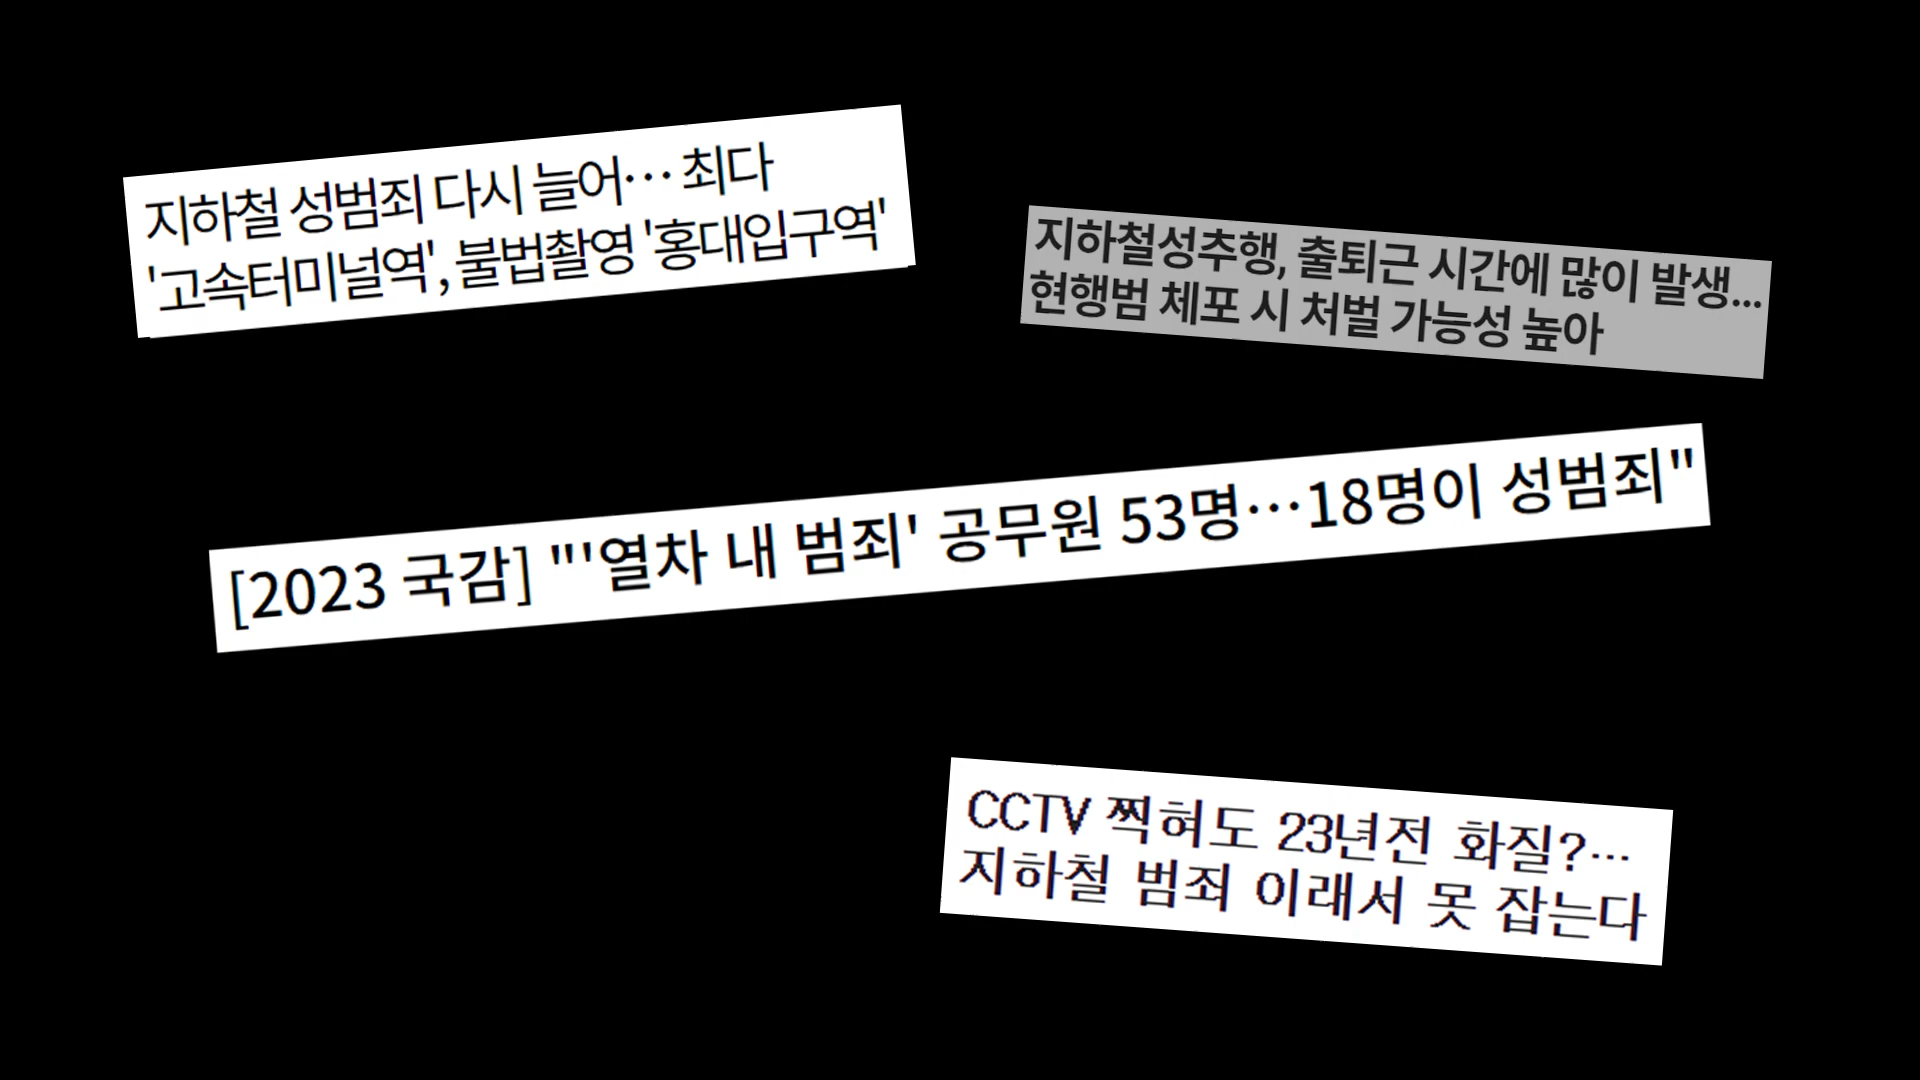 지하철 성범죄 다시 늘어… 최다
'고속터미널역', 불법촬영 '홍대입구역'
지하철성추행, 출퇴근 시간에 많이 발생...
현행범 체포 시 처벌 가능성 높아
[2023 국감] "'열차 내 범죄' 공무원 53명…18명이 성범죄"
CCTV 찍혀도 23년전 화질?…
지하철 범죄 이래서 못 잡는다